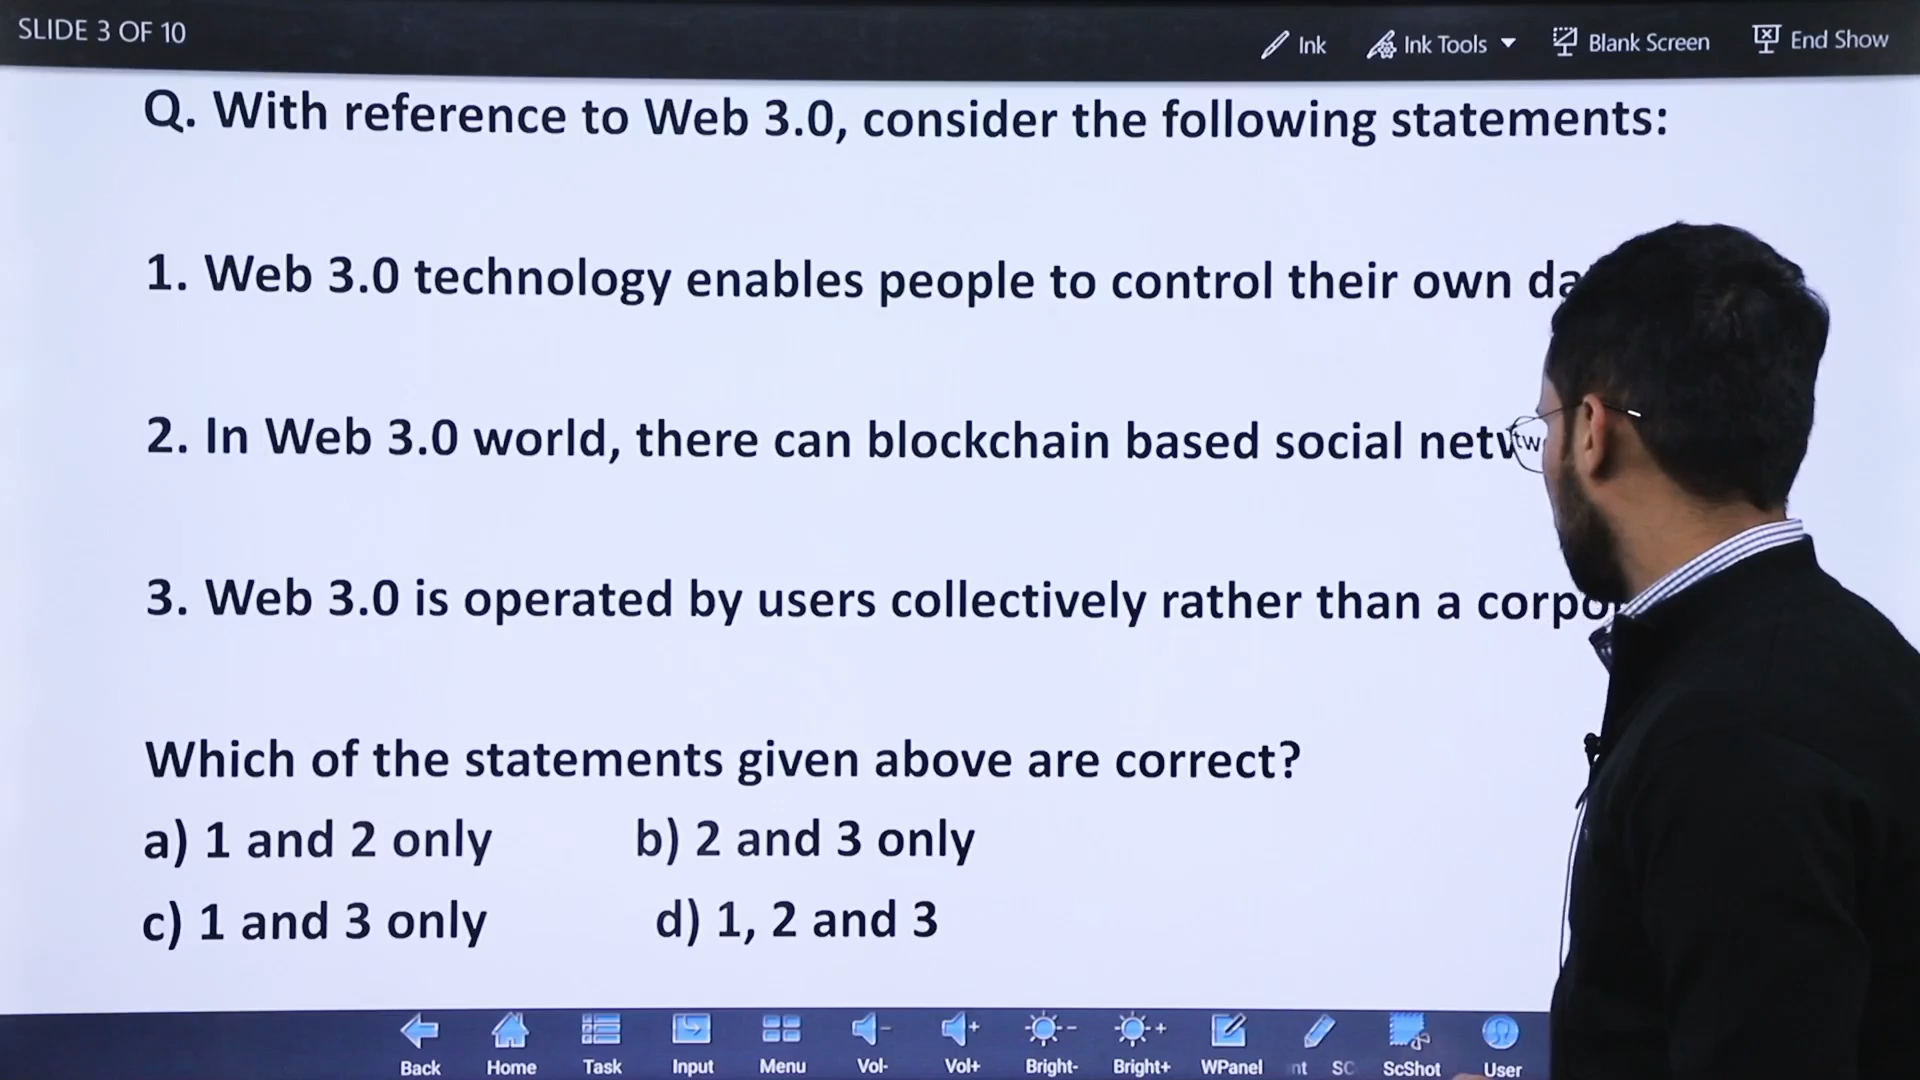 SLIDE 3 OF 10
Ink
Ink Tools
Blank Screen
End Show
Q. With reference to Web 3.0, consider the following statements:
1. Web 3.0 technology enables people to control their own
2. In Web 3.0 world, there can blockchain based social
3. Web 3.0 is operated by users collectively rather than a
Which of the statements given above are correct?
a) 1 and 2 only b) 2 and 3 only
c) 1 and 3 only d) 1, 2 and 3
Back Home Task Input Menu Vol- Vol+ Bright- Bright+ WPanel ScShot User